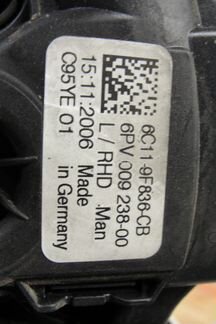 6C11-9F836-CB
6PV 009 238-00
L / RHD Man
15.11.2006 Made
C95YE 01 in Germany